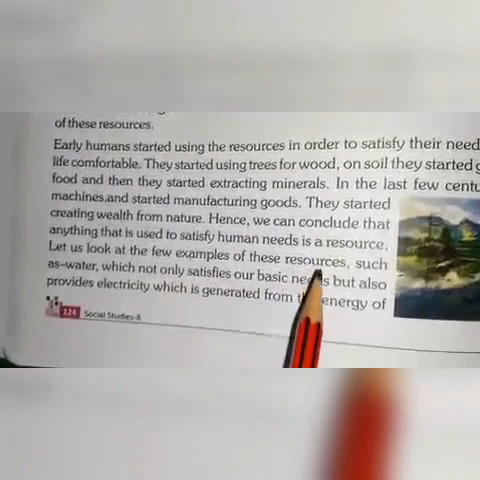 of these resources.
Early humans started using the resources in order to satisfy their need
life comfortable. They started using trees for wood, on soil they started
food and then they started extracting minerals. In the last few centu
machines,and started manufacturing goods. They started
creating wealth from nature. Hence, we can conclude that
anything that is used to satisfy human needs is a resource.
Let us look at the few examples of these resources, such
as–water, which not only satisfies our basic needs but also
provides electricity which is generated from energy of
124 Social Studies-8